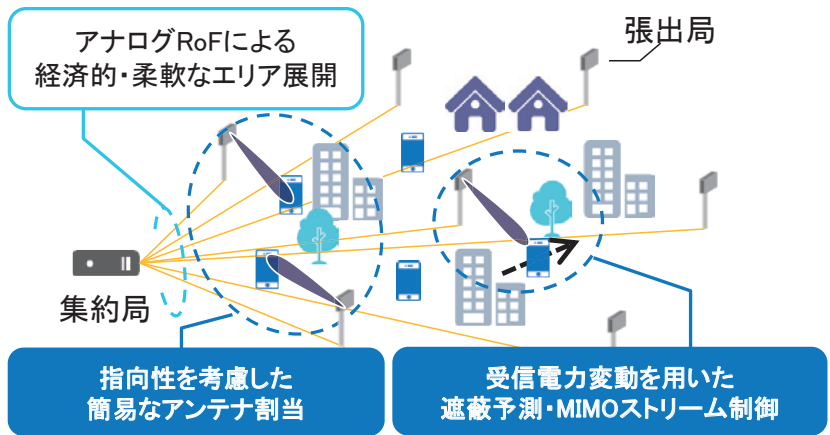 アナログRoFによる
経済的・柔軟なエリア展開
張出局
集約局
指向性を考慮した
簡易なアンテナ割当
受信電力変動を用いた
遮蔽予測・MIMOストリーム制御